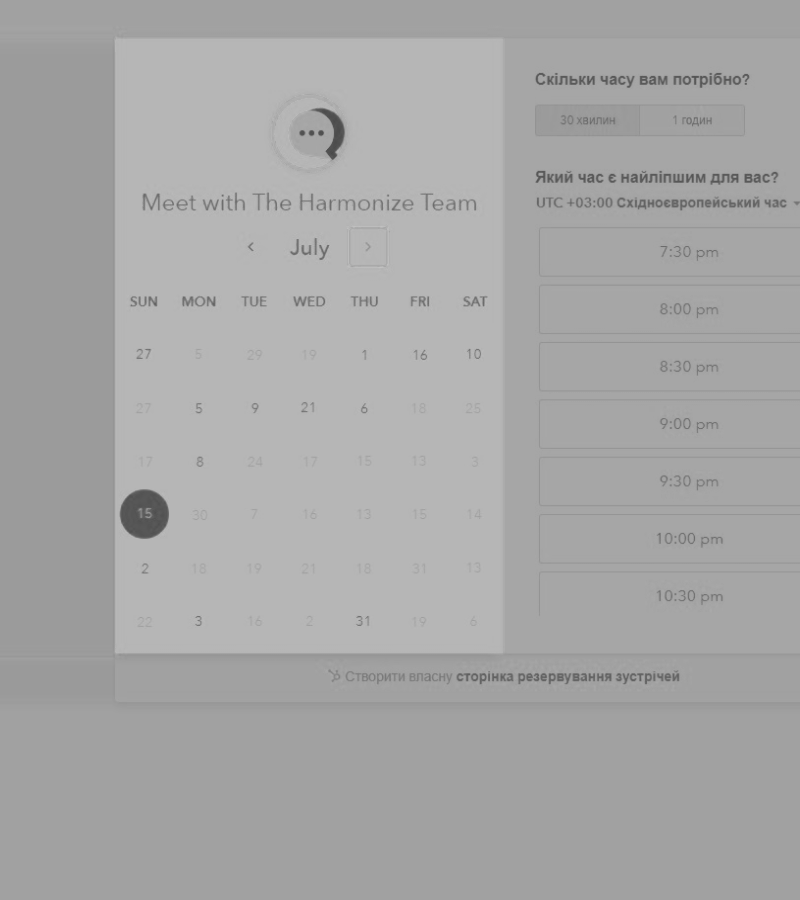 Meet with The Harmonize Team
July
SUN MON TUE WED THU FRI SAT
27 5 29 19 1 16 10
27 5 9 21 6 18 25
17 8 24 17 15 13 3
15 30 7 16 13 15 14
2 18 19 21 18 31 13
22 3 16 2 31 19 6
Скільки часу вам потрібно?
30 хвилин 1 годин
Який час є найліпшим для вас?
UTC +03:00 Східноєвропейський час
7:30 pm
8:00 pm
8:30 pm
9:00 pm
9:30 pm
10:00 pm
10:30 pm
Створити власну сторінка резервування зустрічей